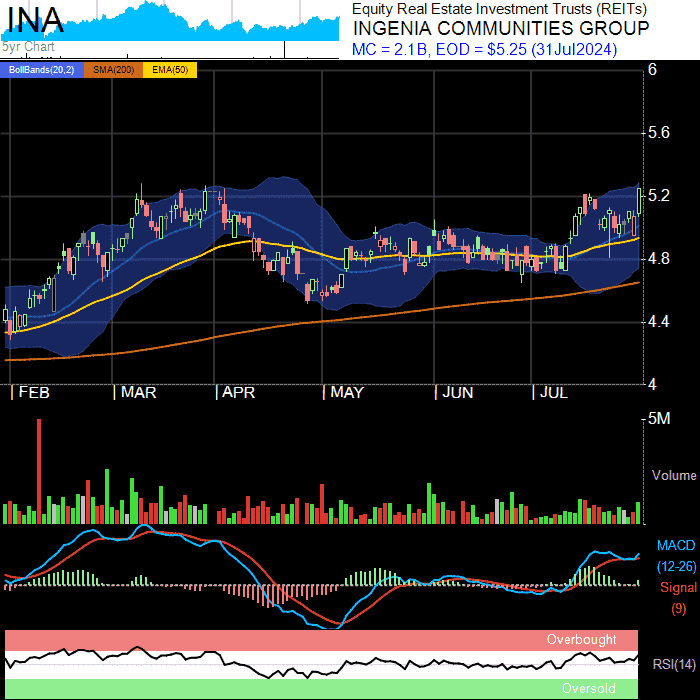 INA
5yr Chart
Equity Real Estate Investment Trusts (REITs)
INGENIA COMMUNITIES GROUP
MC = 2.1B, EOD = $5.25 (31Jul2024)
BollBands(20,2) SMA(200) EMA(50)
6
5.6
5.2
4.8
4.4
4
FEB MAR APR MAY JUN JUL
5M
Volume
MACD
(12-26)
Signal
(9)
Overbought
RSI(14)
Oversold